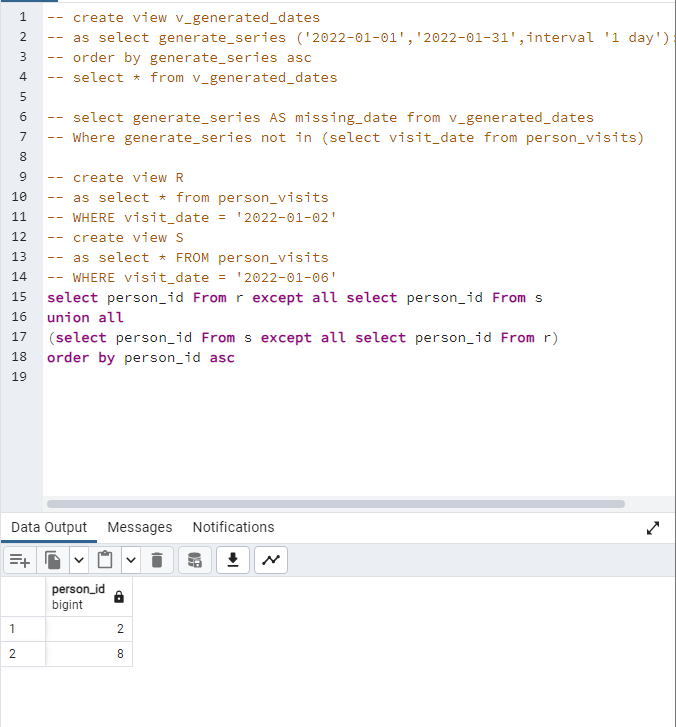 1 -- create view v_generated_dates
2 -- as select generate_series ('2022-01-01','2022-01-31',interval '1 day'):
3 -- order by generate_series asc
4 -- select * from v_generated_dates
5
6 -- select generate_series AS missing_date from v_generated_dates
7 -- Where generate_series not in (select visit_date from person_visits)
8
9 -- create view R
10 -- as select * from person_visits
11 -- WHERE visit_date = '2022-01-02'
12 -- create view S
13 -- as select * FROM person_visits
14 -- WHERE visit_date = '2022-01-06'
15 select person_id From r except all select person_id From s
16 union all
17 (select person_id From s except all select person_id From r)
18 order by person_id asc
19
Data Output Messages Notifications
person_id
bigint
1 2
2 8